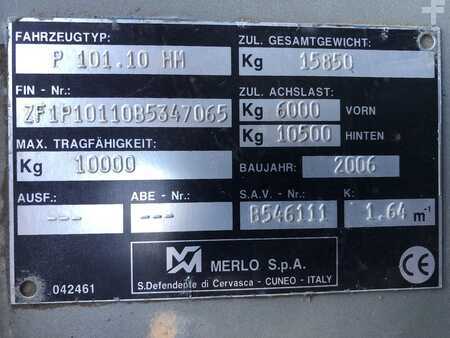 FAHRZEUGTYP:
P 101.10 HM
FIN - Nr.:
ZF1P10110B5347065
MAX. TRAGFÄHIGKEIT:
Kg 10000
AUSF.:
---
ABE - Nr.:
---
ZUL. GESAMTGEWICHT:
Kg 15850
ZUL. ACHSLAST:
Kg 6000 VORN
Kg 10500 HINTEN
BAUJAHR: 2006
S.A.V. - Nr.:
B546111
K:
1.64 m⁻¹
MERLO S.p.A.
S.Defendente di Cervasca - CUNEO - ITALY
042461
CE